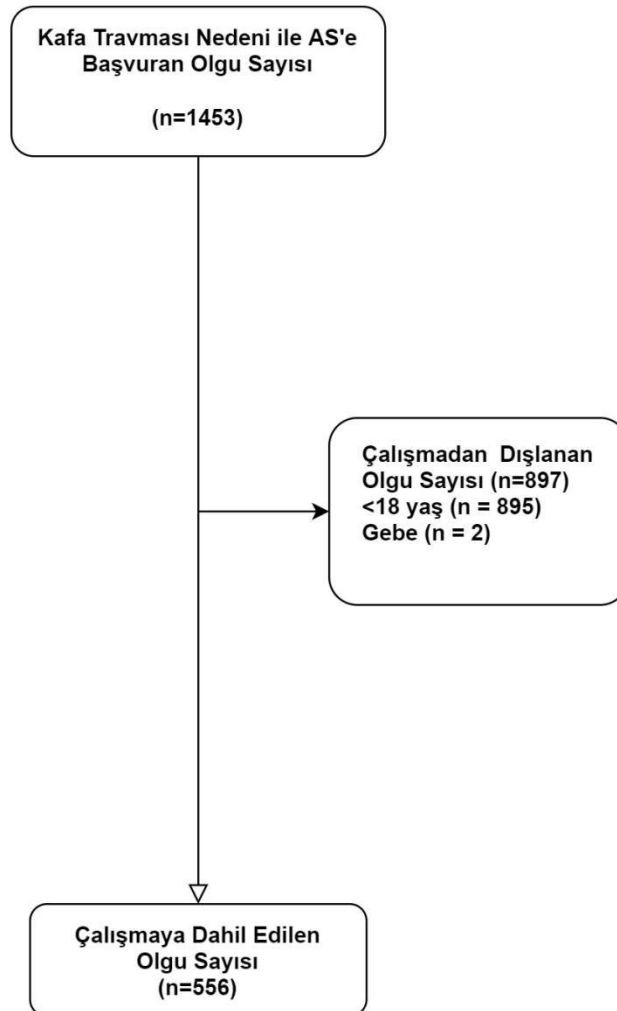 Kafa Travması Nedeni ile AS'e
Başvuran Olgu Sayısı
(n=1453)
Çalışmadan Dışlanan
Olgu Sayısı (n=897)
<18 yaş (n = 895)
Gebe (n = 2)
Çalışmaya Dahil Edilen
Olgu Sayısı
(n=556)